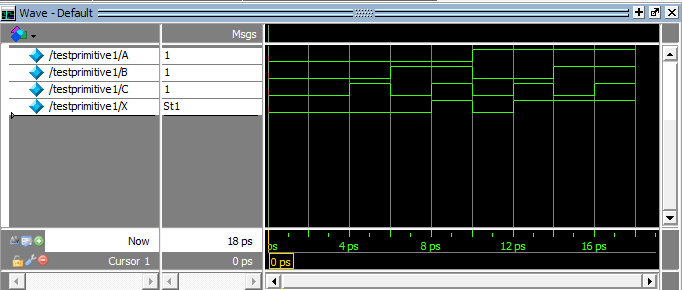 Wave - Default
Msgs
/testprimitive1/A 1
/testprimitive1/B 1
/testprimitive1/C 1
/testprimitive1/X St1
Now 18 ps ps 4 ps 8 ps 12 ps 16 ps
Cursor 1 0 ps 0 ps